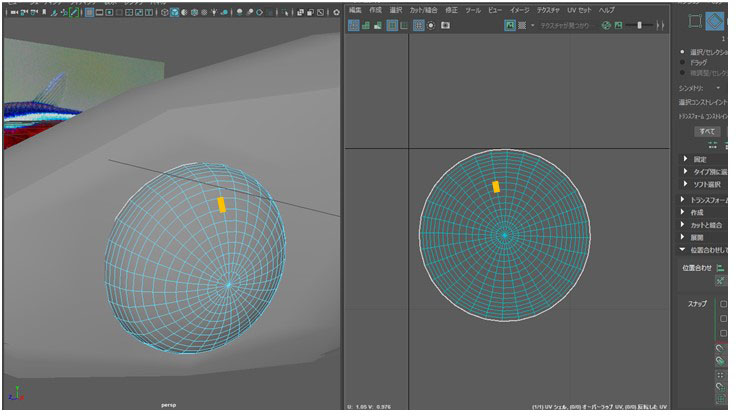 編集 作成 選択 カット/縫合 修正 ツール ビュー イメージ テクスチャ UV セット ヘルプ
テクスチャが見つかり…
persp
U: 1.05 V: 0.976
(1/1) UV シェル, (0/0) オーバーラップ UV, (0/0) 反転した UV
1
選択/セレクション
ドラッグ
シンメトリ:
選択コンストレイント
トランスフォーム コンストレイン
すべて
固定
タイプ別に選
ソフト選択
トランスフォーム
作成
カットと縫合
展開
位置合わせして
位置合わせ
スナップ